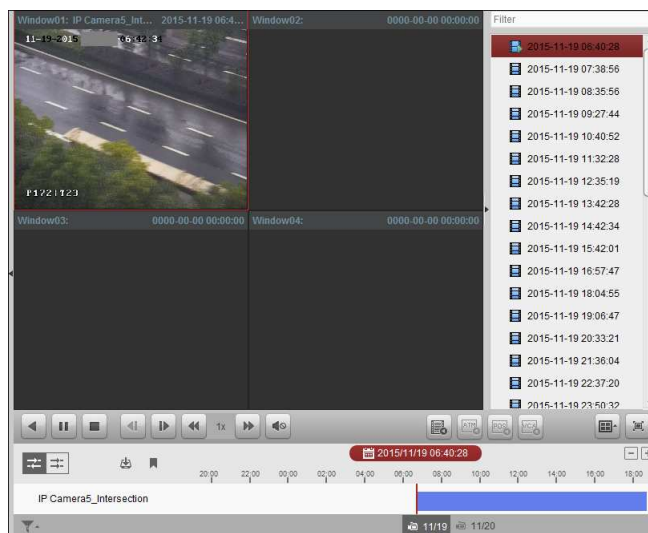 Window01: IP Camera5_Int... 2015-11-19 06:4...
Window02: 0000-00-00 00:00:00
11-19-2015 06:42:34
P172T123
Window03: 0000-00-00 00:00:00
Window04: 0000-00-00 00:00:00
Filter
2015-11-19 06:40:28
2015-11-19 07:38:56
2015-11-19 08:35:56
2015-11-19 09:27:44
2015-11-19 10:40:52
2015-11-19 11:32:28
2015-11-19 12:35:19
2015-11-19 13:42:28
2015-11-19 14:42:34
2015-11-19 15:42:01
2015-11-19 16:57:47
2015-11-19 18:04:55
2015-11-19 19:06:47
2015-11-19 20:33:21
2015-11-19 21:36:04
2015-11-19 22:37:20
2015-11-19 23:50:32
1x
ATM
POS
VCA
2015/11/19 06:40:28
20:00 22:00 00:00 02:00 04:00 06:00 08:00 10:00 12:00 14:00 16:00 18:00
IP Camera5_Intersection
11/19
11/20